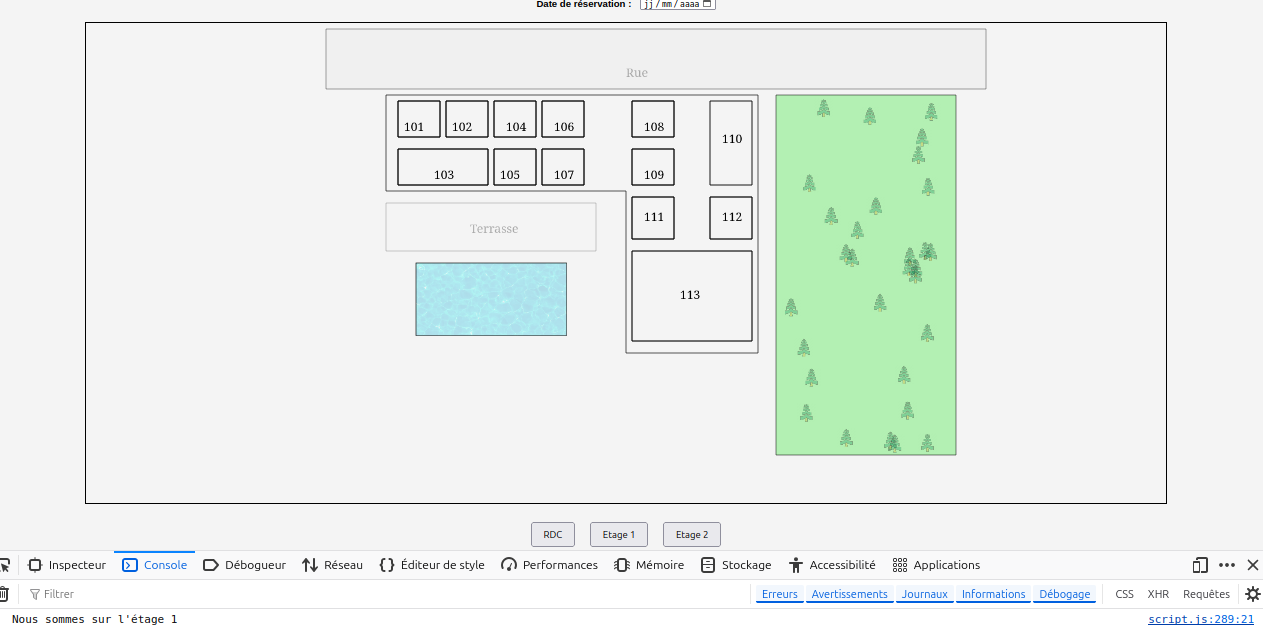 Date de réservation : jj/mm/aaaa
Rue
101 102 104 106 108 110
103 105 107 109
111 112
Terrasse
113
RDC Etage 1 Etage 2
Inspecteur Console Débogueur Réseau Éditeur de style Performances Mémoire Stockage Accessibilité Applications
Filtrer Erreurs Avertissements Journaux Informations Débogage CSS XHR Requêtes
Nous sommes sur l'étage 1 script.js:289:21